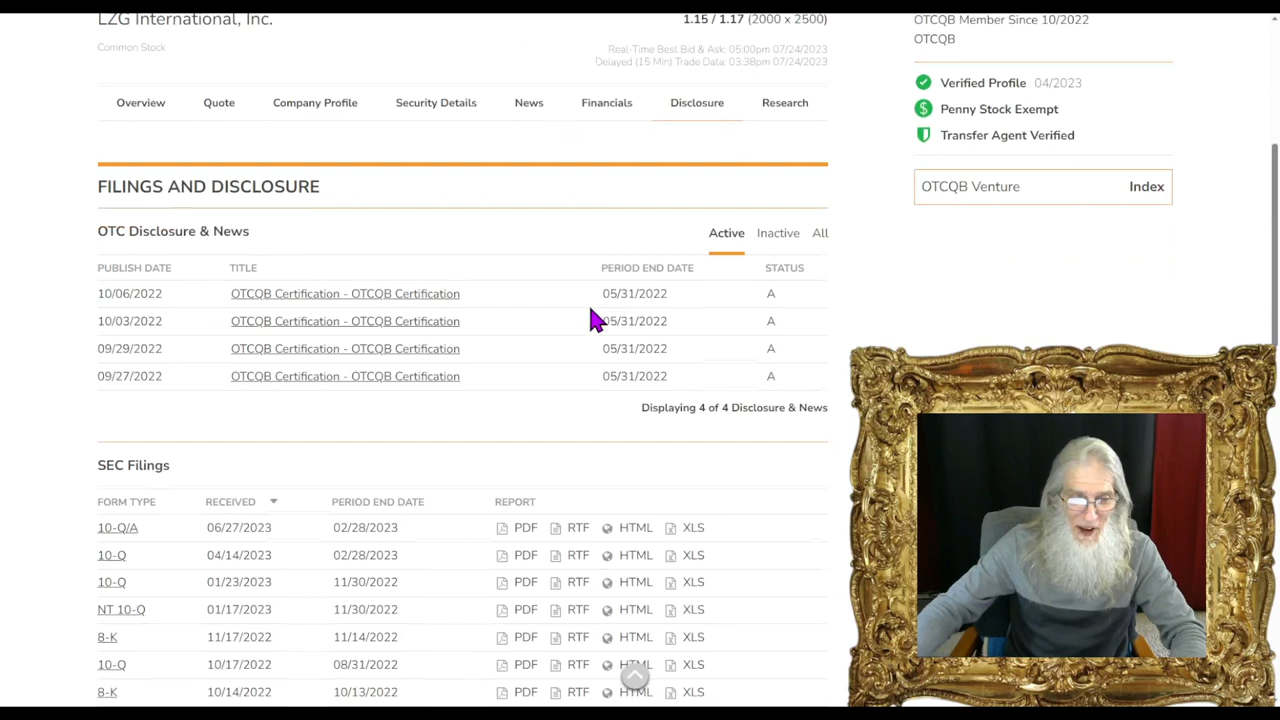 LZG International, Inc.
1.15 / 1.17 (2000 x 2500)
Common Stock
Real-Time Best Bid & Ask: 05:00pm 07/24/2023
Delayed (15 Min) Trade Data: 03:38pm 07/24/2023
Overview Quote Company Profile Security Details News Financials Disclosure Research
FILINGS AND DISCLOSURE
OTC Disclosure & News
Active Inactive All
PUBLISH DATE TITLE PERIOD END DATE STATUS
10/06/2022 OTCQB Certification - OTCQB Certification 05/31/2022 A
10/03/2022 OTCQB Certification - OTCQB Certification 05/31/2022 A
09/29/2022 OTCQB Certification - OTCQB Certification 05/31/2022 A
09/27/2022 OTCQB Certification - OTCQB Certification 05/31/2022 A
Displaying 4 of 4 Disclosure & News
SEC Filings
FORM TYPE RECEIVED PERIOD END DATE REPORT
10-Q/A 06/27/2023 02/28/2023 PDF RTF HTML XLS
10-Q 04/14/2023 02/28/2023 PDF RTF HTML XLS
10-Q 01/23/2023 11/30/2022 PDF RTF HTML XLS
NT 10-Q 01/17/2023 11/30/2022 PDF RTF HTML XLS
8-K 11/17/2022 11/14/2022 PDF RTF HTML XLS
10-Q 10/17/2022 08/31/2022 PDF RTF HTML XLS
8-K 10/14/2022 10/13/2022 PDF RTF HTML XLS
OTCQB Member Since 10/2022
OTCQB
Verified Profile 04/2023
Penny Stock Exempt
Transfer Agent Verified
OTCQB Venture Index